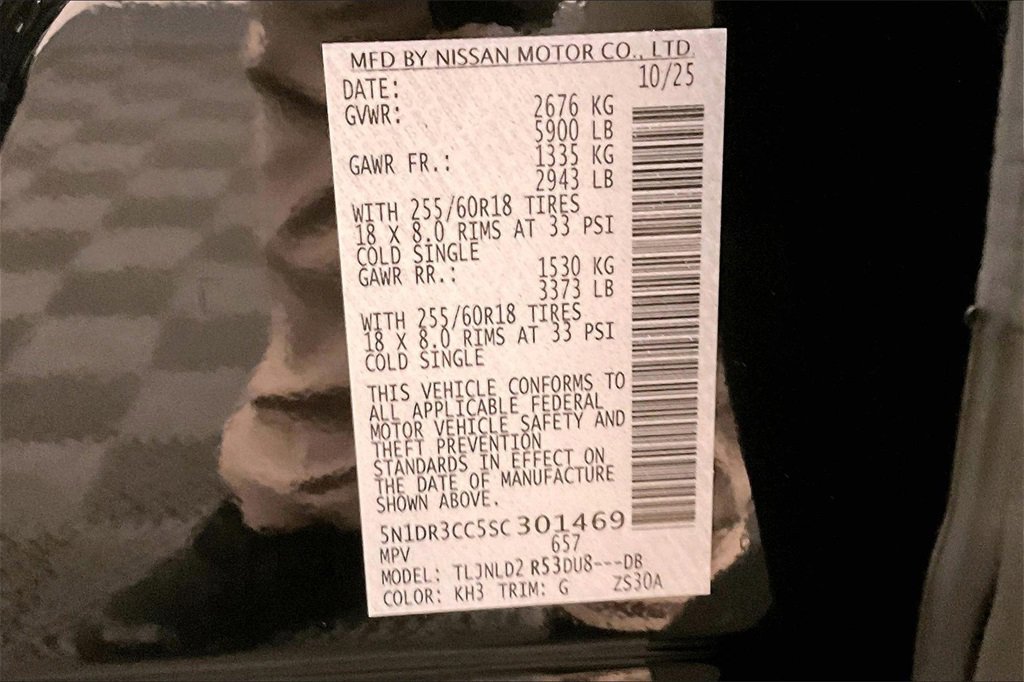 MFD BY NISSAN MOTOR CO., LTD.
DATE: 10/25
GVWR: 2676 KG
5900 LB
GAWR FR.: 1335 KG
2943 LB
WITH 255/60R18 TIRES
18 X 8.0 RIMS AT 33 PSI
COLD SINGLE
GAWR RR.: 1530 KG
3373 LB
WITH 255/60R18 TIRES
18 X 8.0 RIMS AT 33 PSI
COLD SINGLE
THIS VEHICLE CONFORMS TO
ALL APPLICABLE FEDERAL
MOTOR VEHICLE SAFETY AND
THEFT PREVENTION
STANDARDS IN EFFECT ON
THE DATE OF MANUFACTURE
SHOWN ABOVE.
5N1DR3CC5SC 301469
MPV 657
MODEL: TLJNLD2 R53DU8---DB
COLOR: KH3 TRIM: G ZS30A